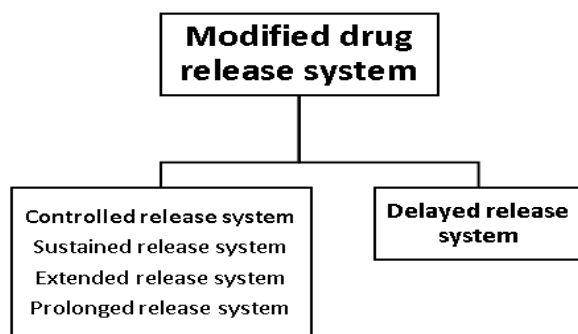 Modified drug
release system
Controlled release system
Sustained release system
Extended release system
Prolonged release system
Delayed release
system